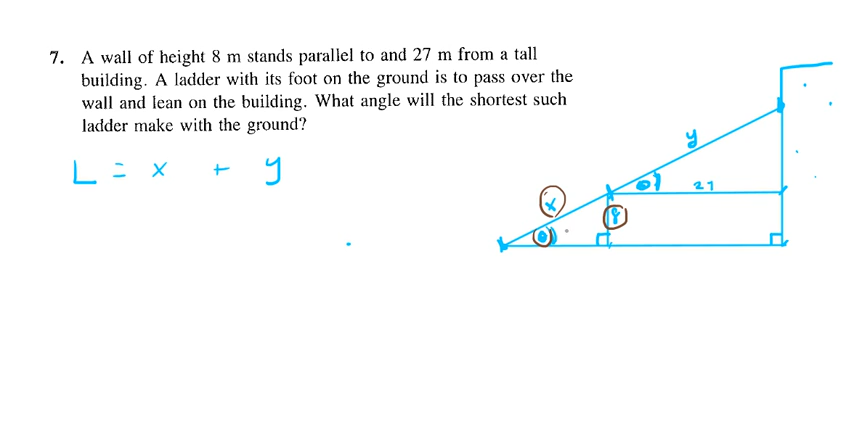 7. A wall of height 8 m stands parallel to and 27 m from a tall
building. A ladder with its foot on the ground is to pass over the
wall and lean on the building. What angle will the shortest such
ladder make with the ground?
L = x + y
y
θ 27
x
8
θ